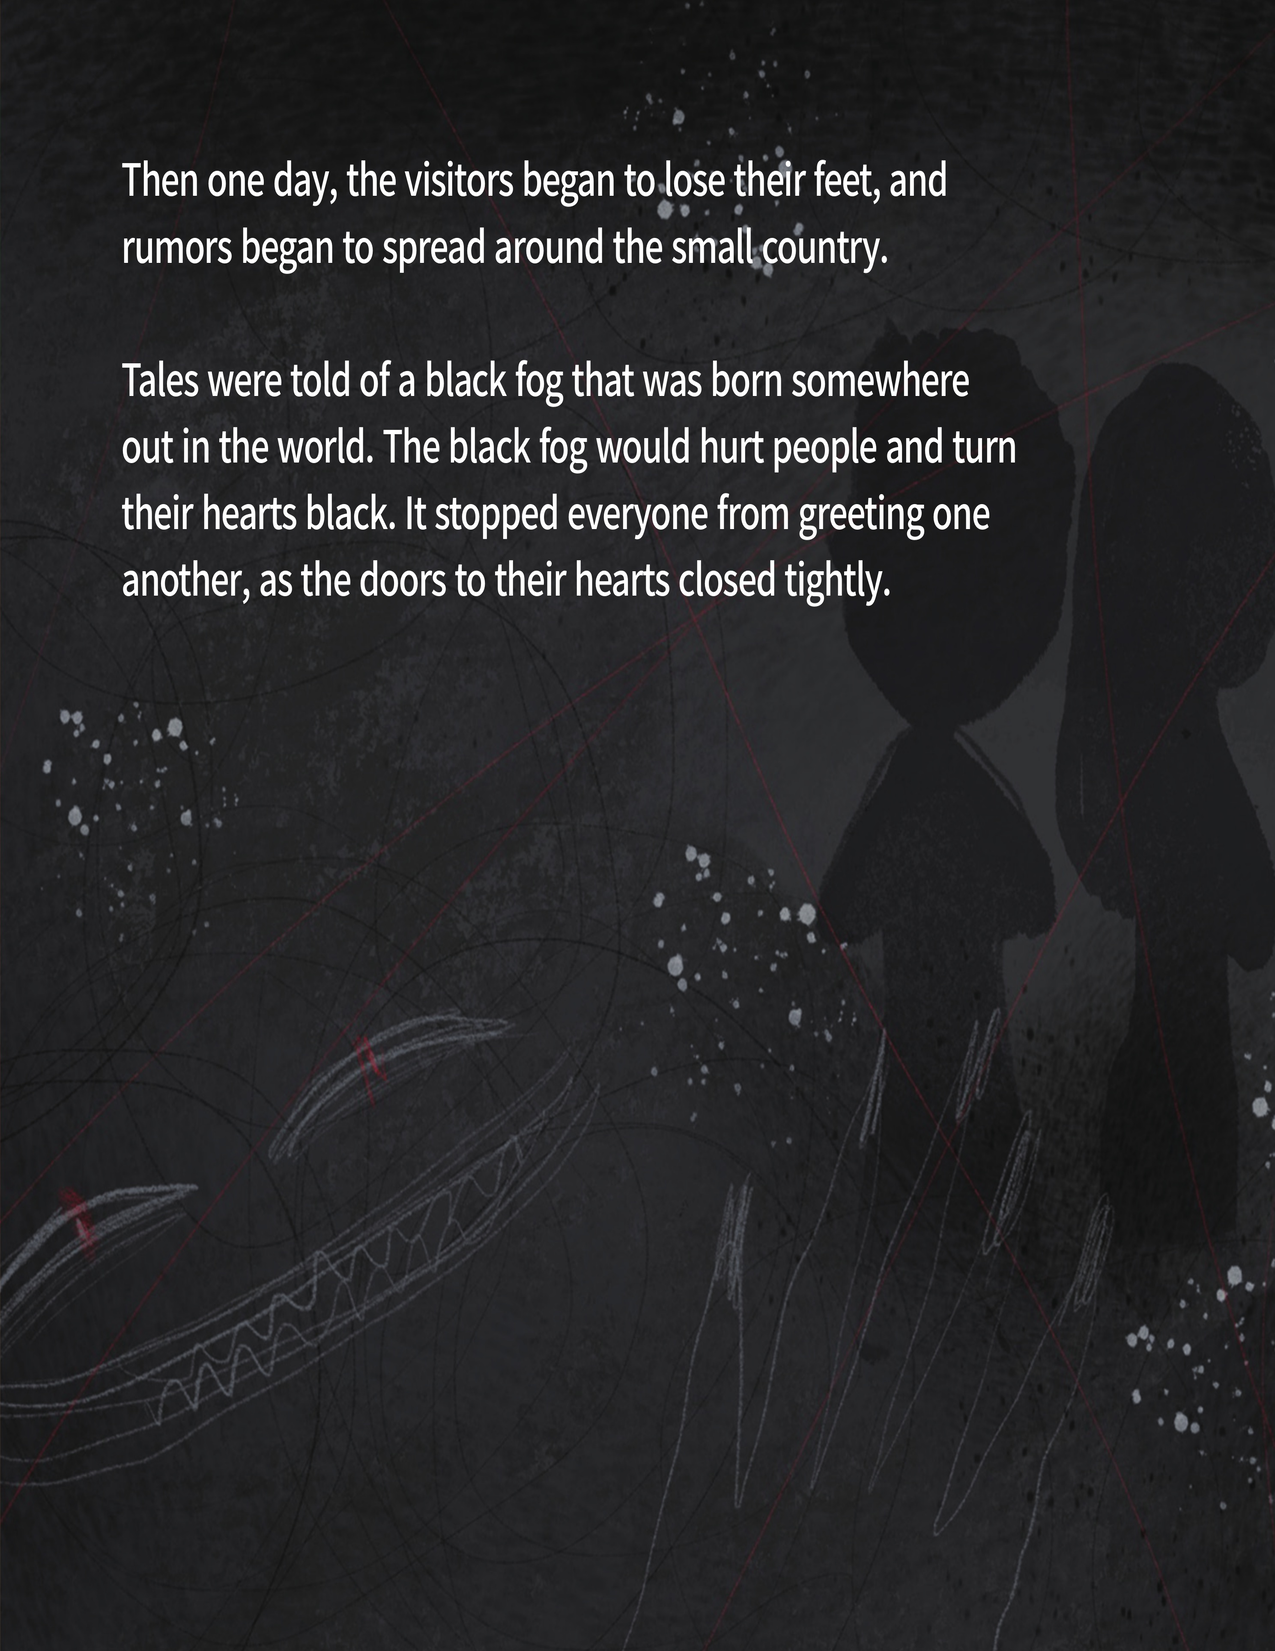 Then one day, the visitors began to lose their feet, and
rumors began to spread around the small country.
Tales were told of a black fog that was born somewhere
out in the world. The black fog would hurt people and turn
their hearts black. It stopped everyone from greeting one
another, as the doors to their hearts closed tightly.